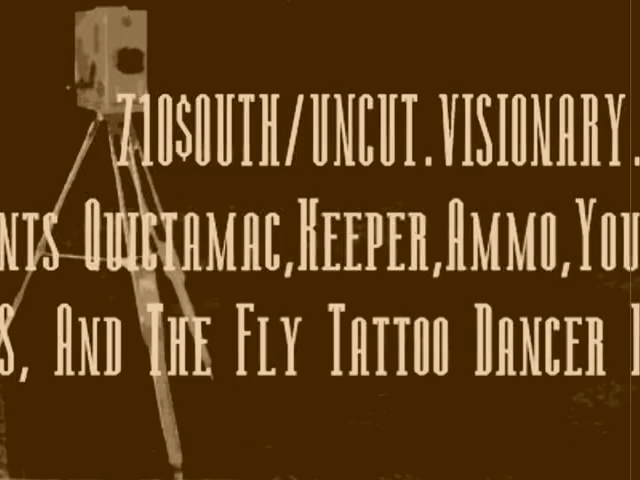 710$OUTH/UNCUT.VISIONARY.
NTS QUICTAMAC,KEEPER,AMMO,YOU
&, AND THE FLY TATTOO DANCER